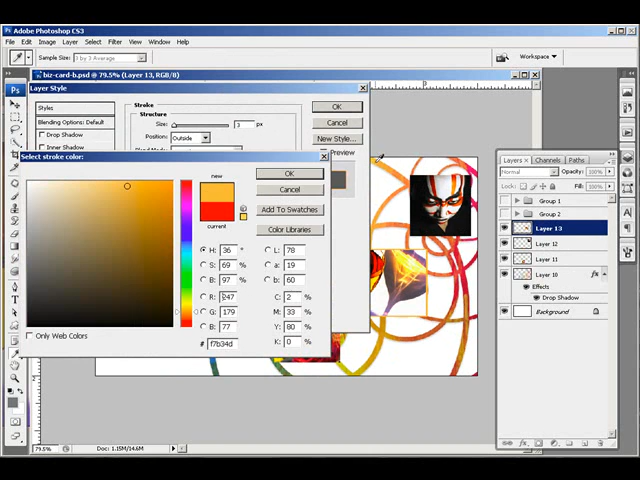 Adobe Photoshop CS3
File Edit Image Layer Select Filter View Window Help
Sample Size: 3 by 3 Average
Workspace
biz-card-b.psd @ 79.5% (Layer 13, RGB/8)
Layer Style
Styles
Blending Options: Default
Drop Shadow
Inner Shadow
Stroke
Structure
Size: 3 px
Position: Outside
OK
Cancel
New Style...
Preview
Select stroke color:
new
current
OK
Cancel
Add To Swatches
Color Libraries
H: 36 °
S: 69 %
B: 97 %
R: 247
G: 179
B: 77
L: 78
a: 19
b: 60
C: 2 %
M: 33 %
Y: 80 %
K: 0 %
# f7b34d
Only Web Colors
Layers Channels Paths
Normal Opacity: 100%
Lock: Fill: 100%
Group 1
Group 2
Layer 13
Layer 12
Layer 11
Layer 10 fx
Effects
Drop Shadow
Background
79.5% Doc: 1.15M/14.6M
Ps